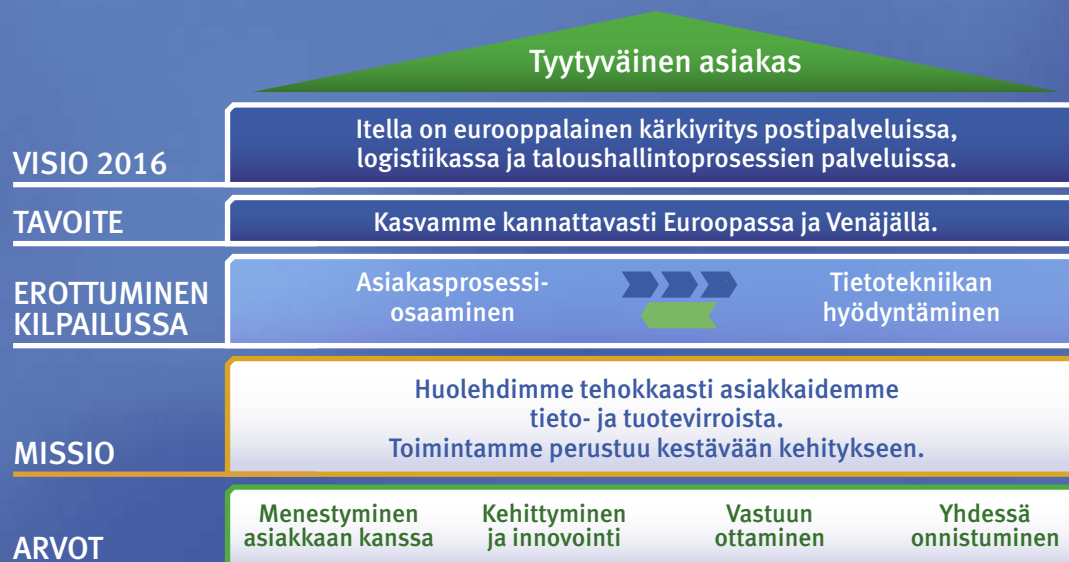 Tyytyväinen asiakas
VISIO 2016
Itella on eurooppalainen kärkiyritys postipalveluissa,
logistiikassa ja taloushallintoprosessien palveluissa.
TAVOITE
Kasvamme kannattavasti Euroopassa ja Venäjällä.
EROTTUMINEN
KILPAILUSSA
Asiakasprosessi-
osaaminen
Tietotekniikan
hyödyntäminen
MISSIO
Huolehdimme tehokkaasti asiakkaidemme
tieto- ja tuotevirroista.
Toimintamme perustuu kestävään kehitykseen.
ARVOT
Menestyminen
asiakkaan kanssa
Kehittyminen
ja innovointi
Vastuun
ottaminen
Yhdessä
onnistuminen